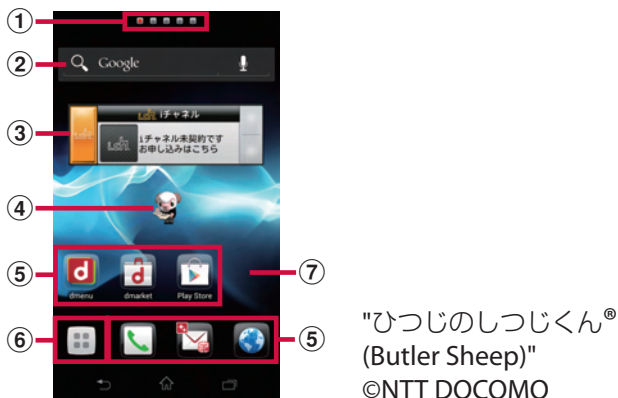 ①
②
Google
③
iチャネル
iチャネル未契約です
お申し込みはこちら
④
⑤
dmenu
dmarket
Play Store
⑦
⑥
⑤
"ひつじのしつじくん®
(Butler Sheep)"
©NTT DOCOMO